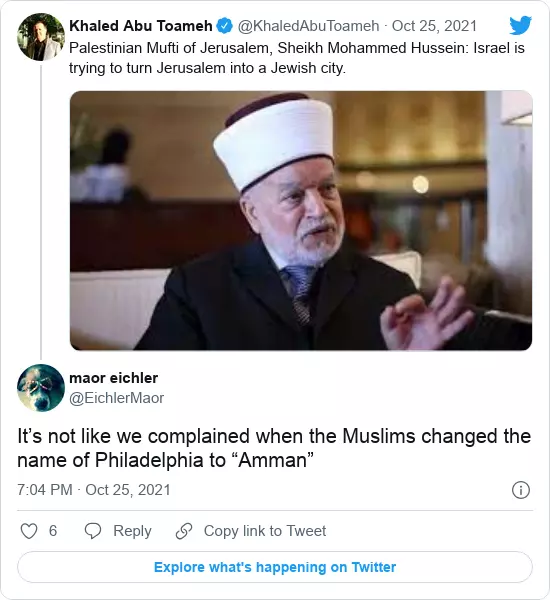 Khaled Abu Toameh @KhaledAbuToameh · Oct 25, 2021
Palestinian Mufti of Jerusalem, Sheikh Mohammed Hussein: Israel is
trying to turn Jerusalem into a Jewish city.
maor eichler
@EichlerMaor
It’s not like we complained when the Muslims changed the
name of Philadelphia to “Amman”
7:04 PM · Oct 25, 2021
6 Reply Copy link to Tweet
Explore what's happening on Twitter